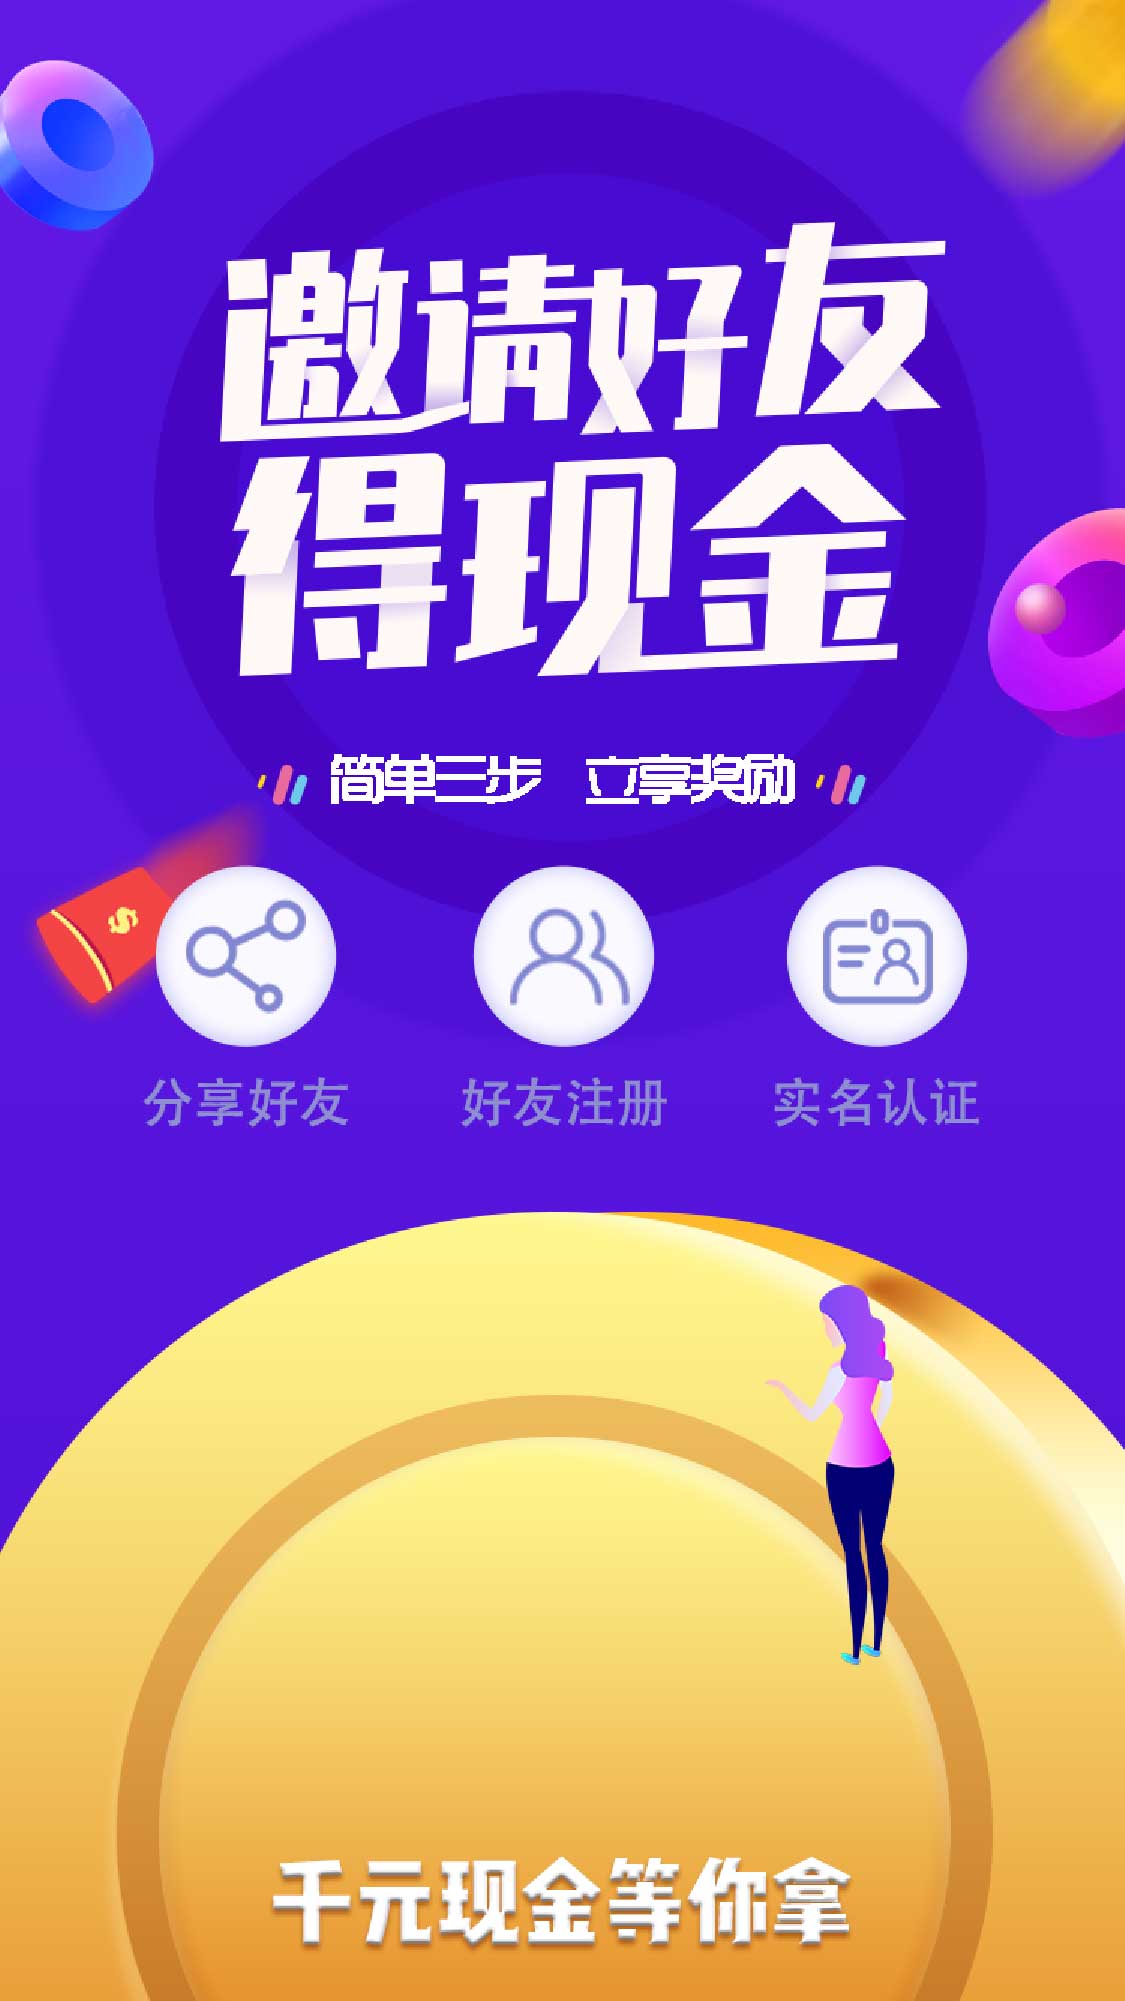 邀请好友
得现金
简单三步 立享奖励
分享好友 好友注册 实名认证
千元现金等你拿